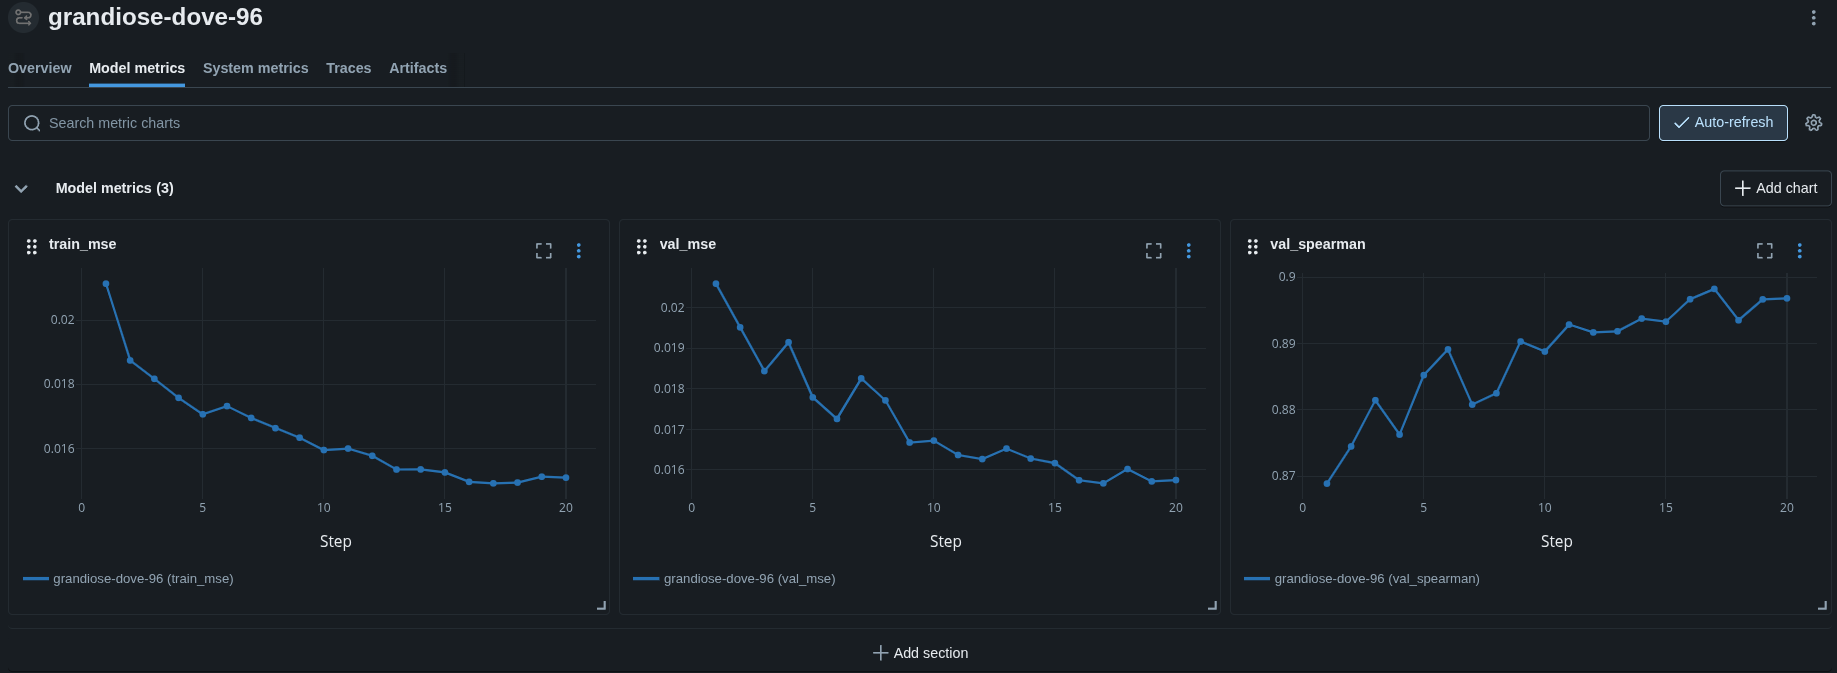 grandiose-dove-96
Overview Model metrics System metrics Traces Artifacts
Search metric charts
Auto-refresh
Model metrics (3)
Add chart
train_mse
0.02
0.018
0.016
0 5 10 15 20
Step
grandiose-dove-96 (train_mse)
val_mse
0.02
0.019
0.018
0.017
0.016
0 5 10 15 20
Step
grandiose-dove-96 (val_mse)
val_spearman
0.9
0.89
0.88
0.87
0 5 10 15 20
Step
grandiose-dove-96 (val_spearman)
Add section